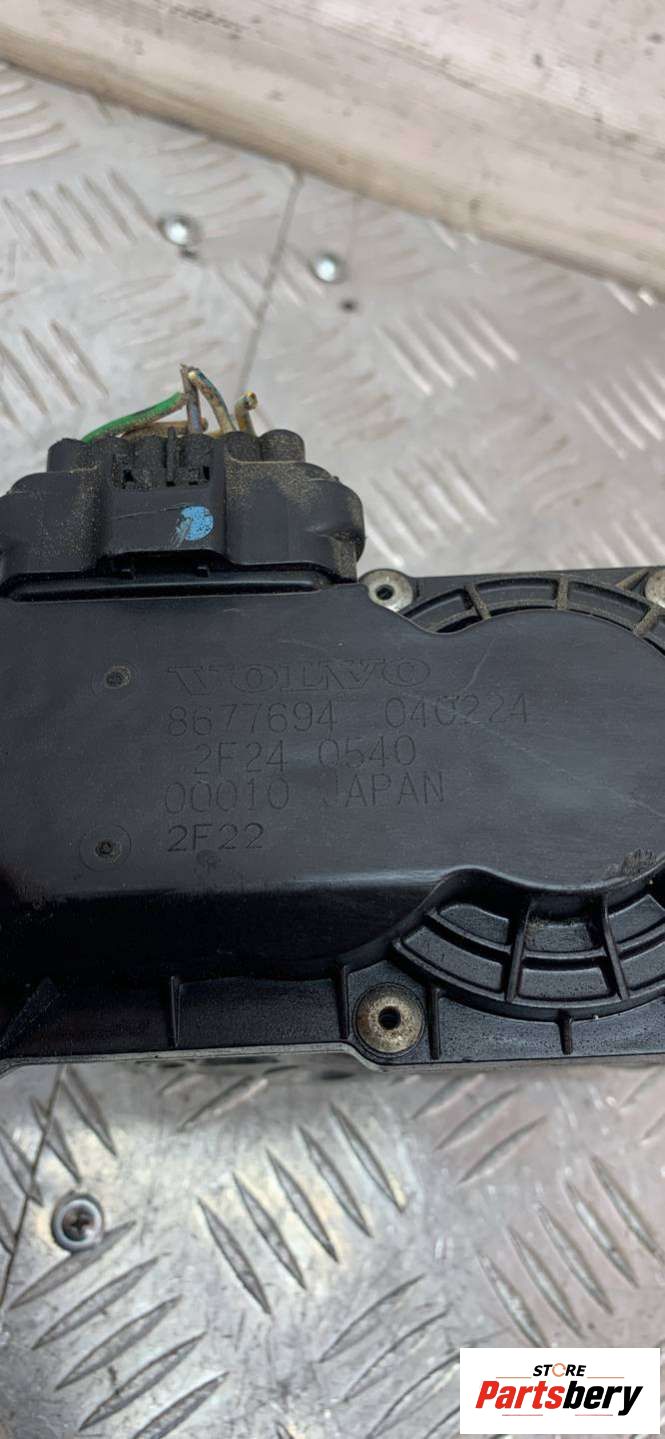 VOLVO
8677694 040224
2F24 0540
00010 JAPAN
2F22
STORE
Partsbery